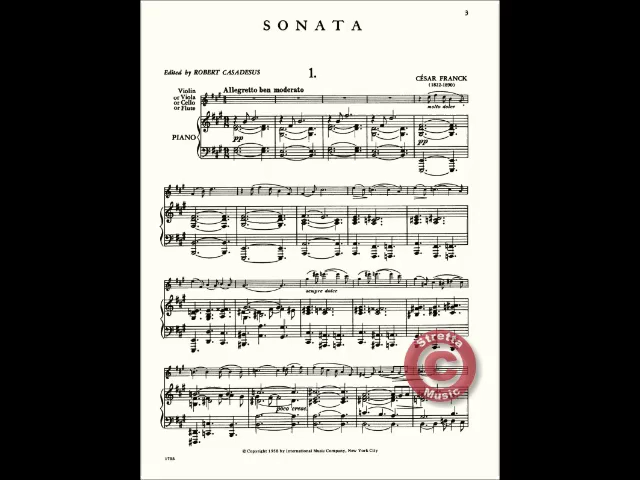 3
SONATA
Edited by ROBERT CASADESUS
1.
CÉSAR FRANCK
(1822-1890)
Allegretto ben moderato
Violin
or Viola
or Cello
or Flute
molto dolce
PIANO
pp
pp
sempre dolce
poco cresc.
Stretta
C
Music
© Copyright 1958 by International Music Company, New York City